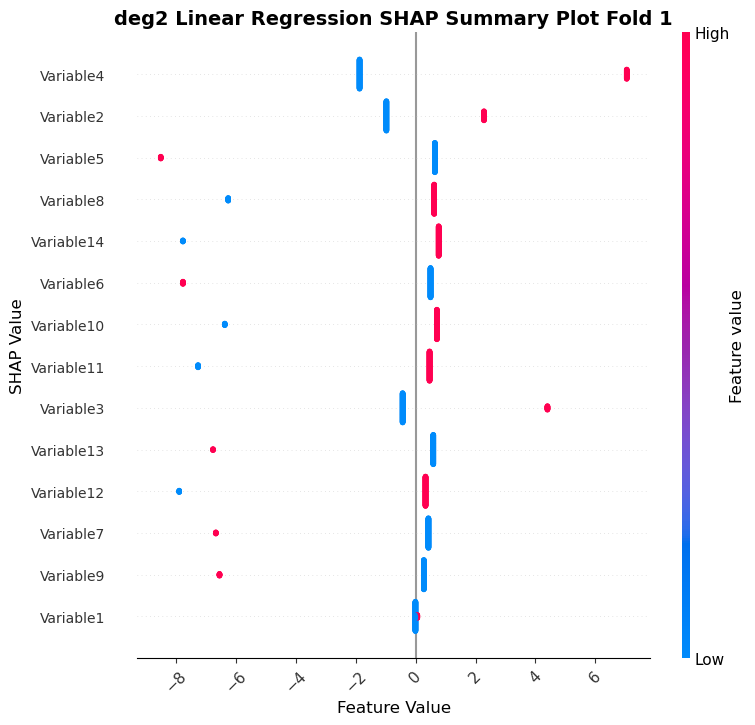 deg2 Linear Regression SHAP Summary Plot Fold 1
High
Variable4
Variable2
Variable5
Variable8
Variable14
Variable6
Variable10
Variable11
Variable3
Variable13
Variable12
Variable7
Variable9
Variable1
SHAP Value
Feature value
Low
−8 −6 −4 −2 0 2 4 6
Feature Value